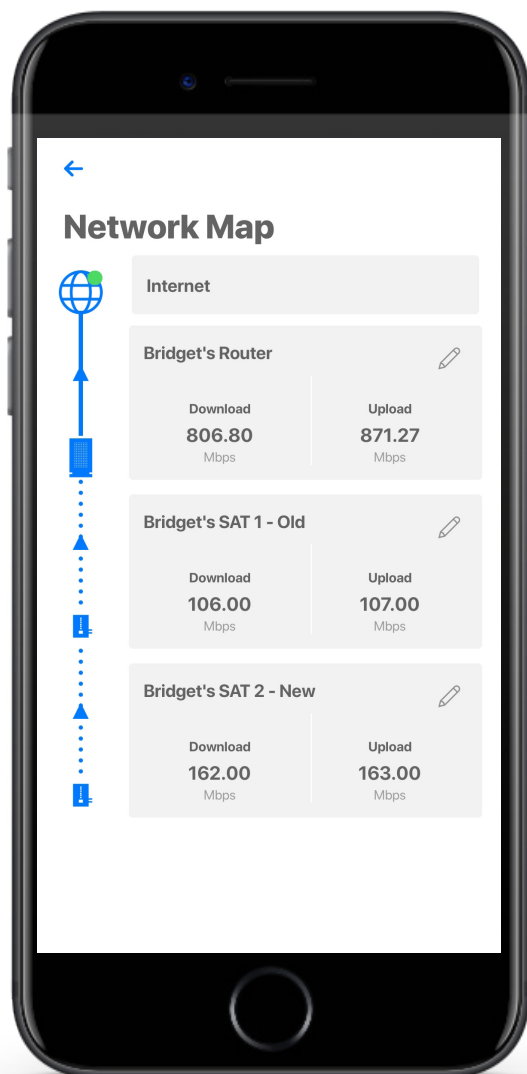 Network Map
Internet
Bridget's Router
Download Upload
806.80 871.27
Mbps Mbps
Bridget's SAT 1 - Old
Download Upload
106.00 107.00
Mbps Mbps
Bridget's SAT 2 - New
Download Upload
162.00 163.00
Mbps Mbps